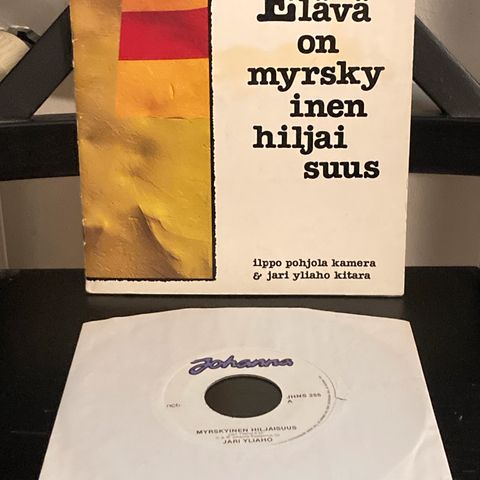 Elävä
on
myrsky
inen
hiljai
suus
ilppo pohjola kamera
& jari yliaho kitara
Johanna
ncb
JHNS 255
A
MYRSKYINEN HILJAISUUS
JARI YLIAHO